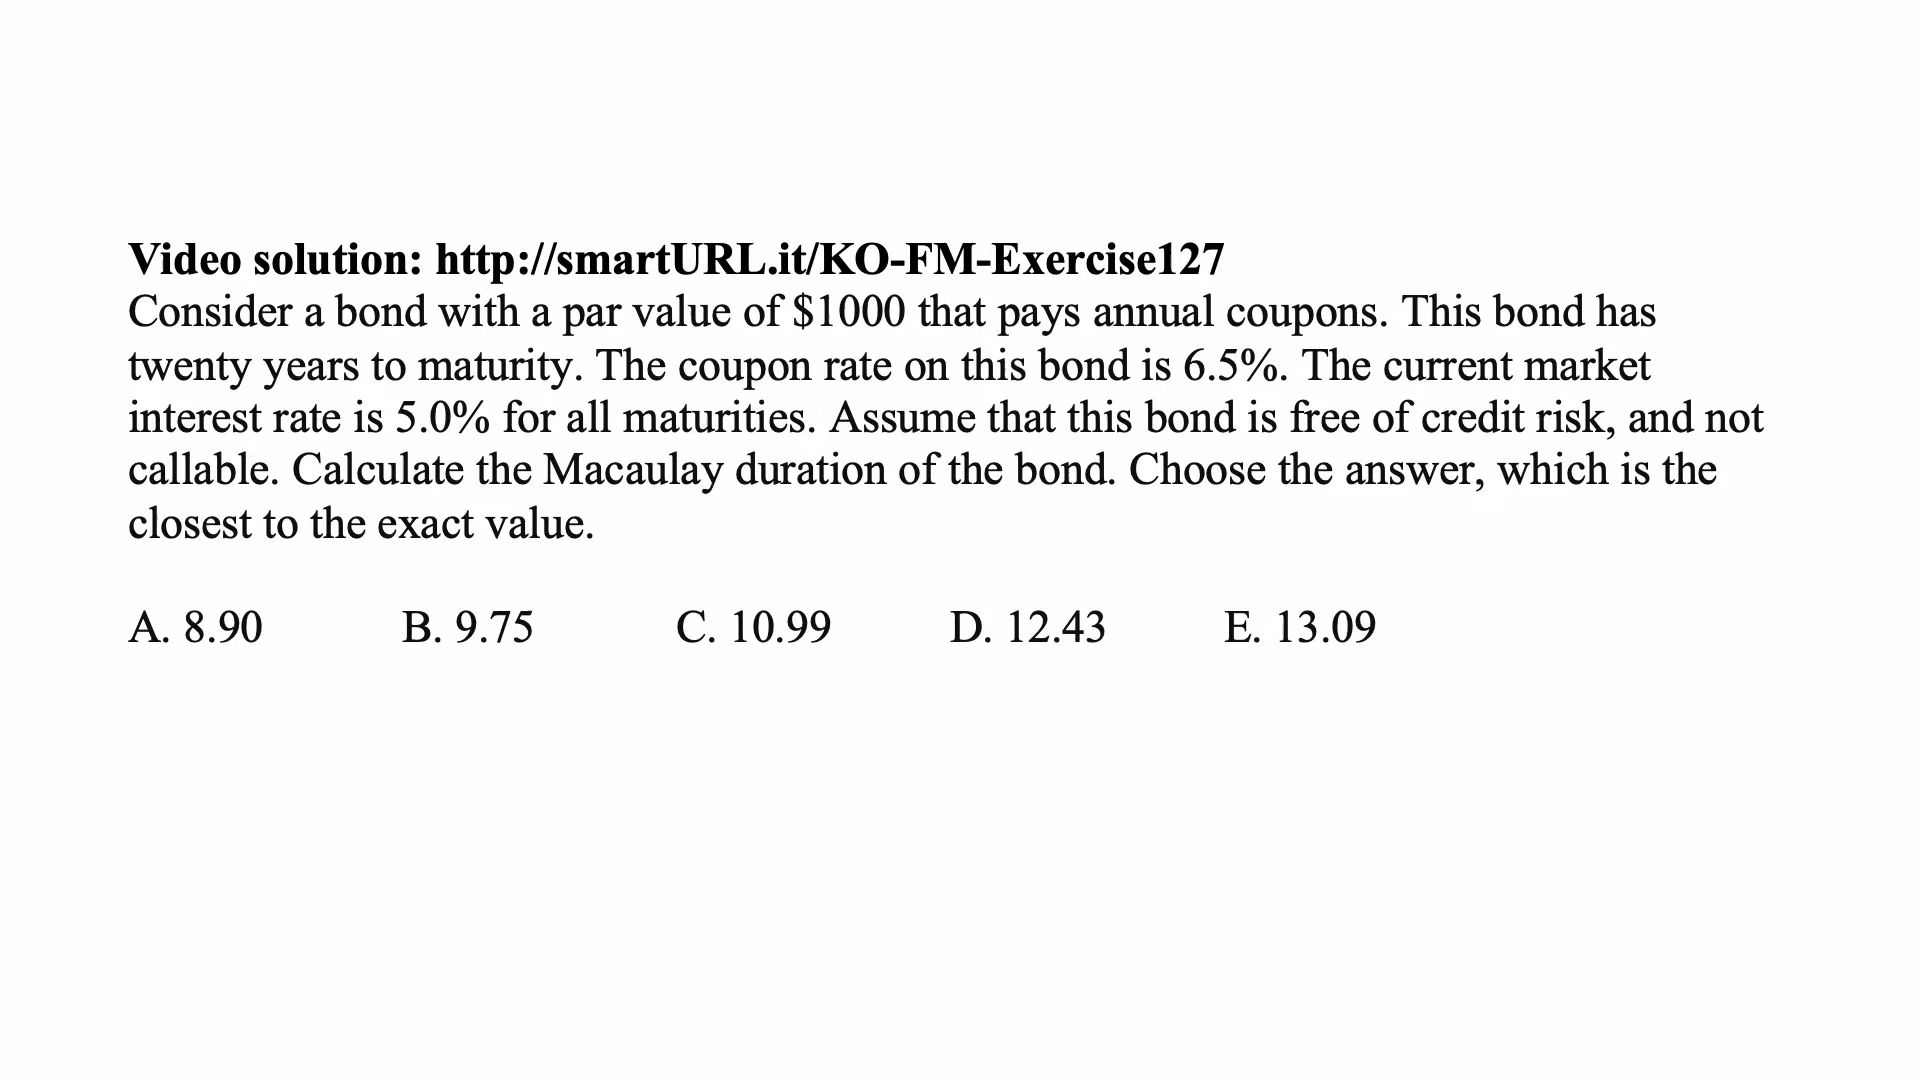 Video solution: http://smartURL.it/KO-FM-Exercise127
Consider a bond with a par value of $1000 that pays annual coupons. This bond has
twenty years to maturity. The coupon rate on this bond is 6.5%. The current market
interest rate is 5.0% for all maturities. Assume that this bond is free of credit risk, and not
callable. Calculate the Macaulay duration of the bond. Choose the answer, which is the
closest to the exact value.
A. 8.90 B. 9.75 C. 10.99 D. 12.43 E. 13.09